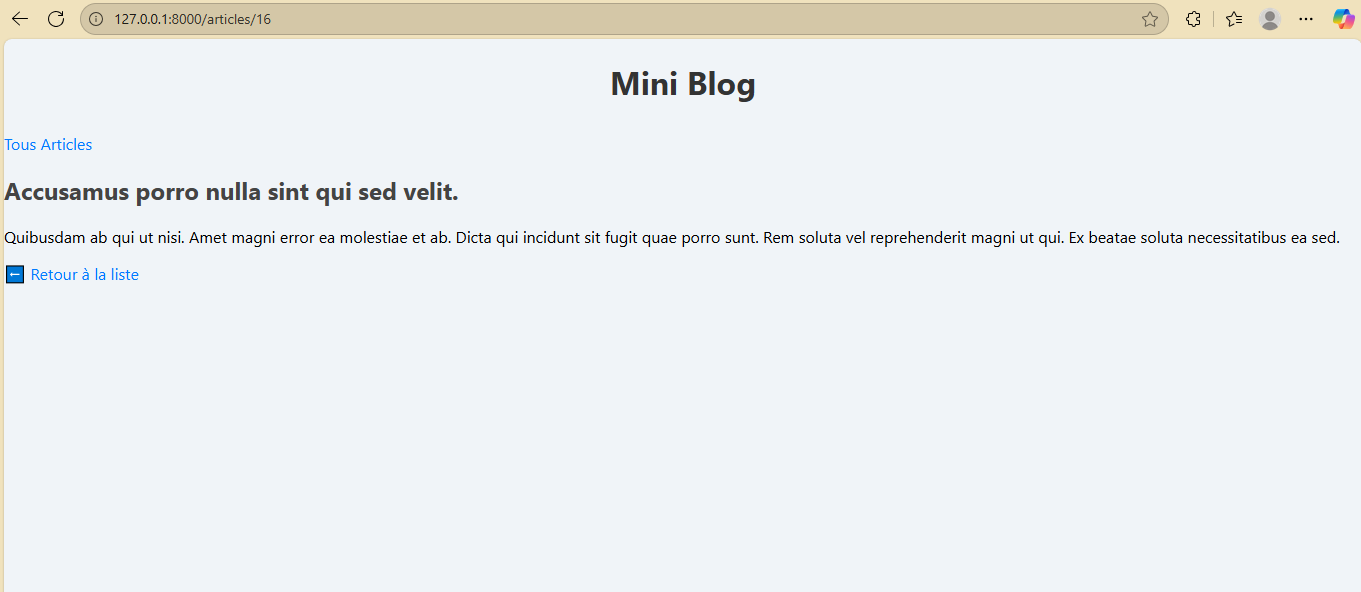 127.0.0.1:8000/articles/16
Mini Blog
Tous Articles
Accusamus porro nulla sint qui sed velit.
Quibusdam ab qui ut nisi. Amet magni error ea molestiae et ab. Dicta qui incidunt sit fugit quae porro sunt. Rem soluta vel reprehenderit magni ut qui. Ex beatae soluta necessitatibus ea sed.
⬅ Retour à la liste